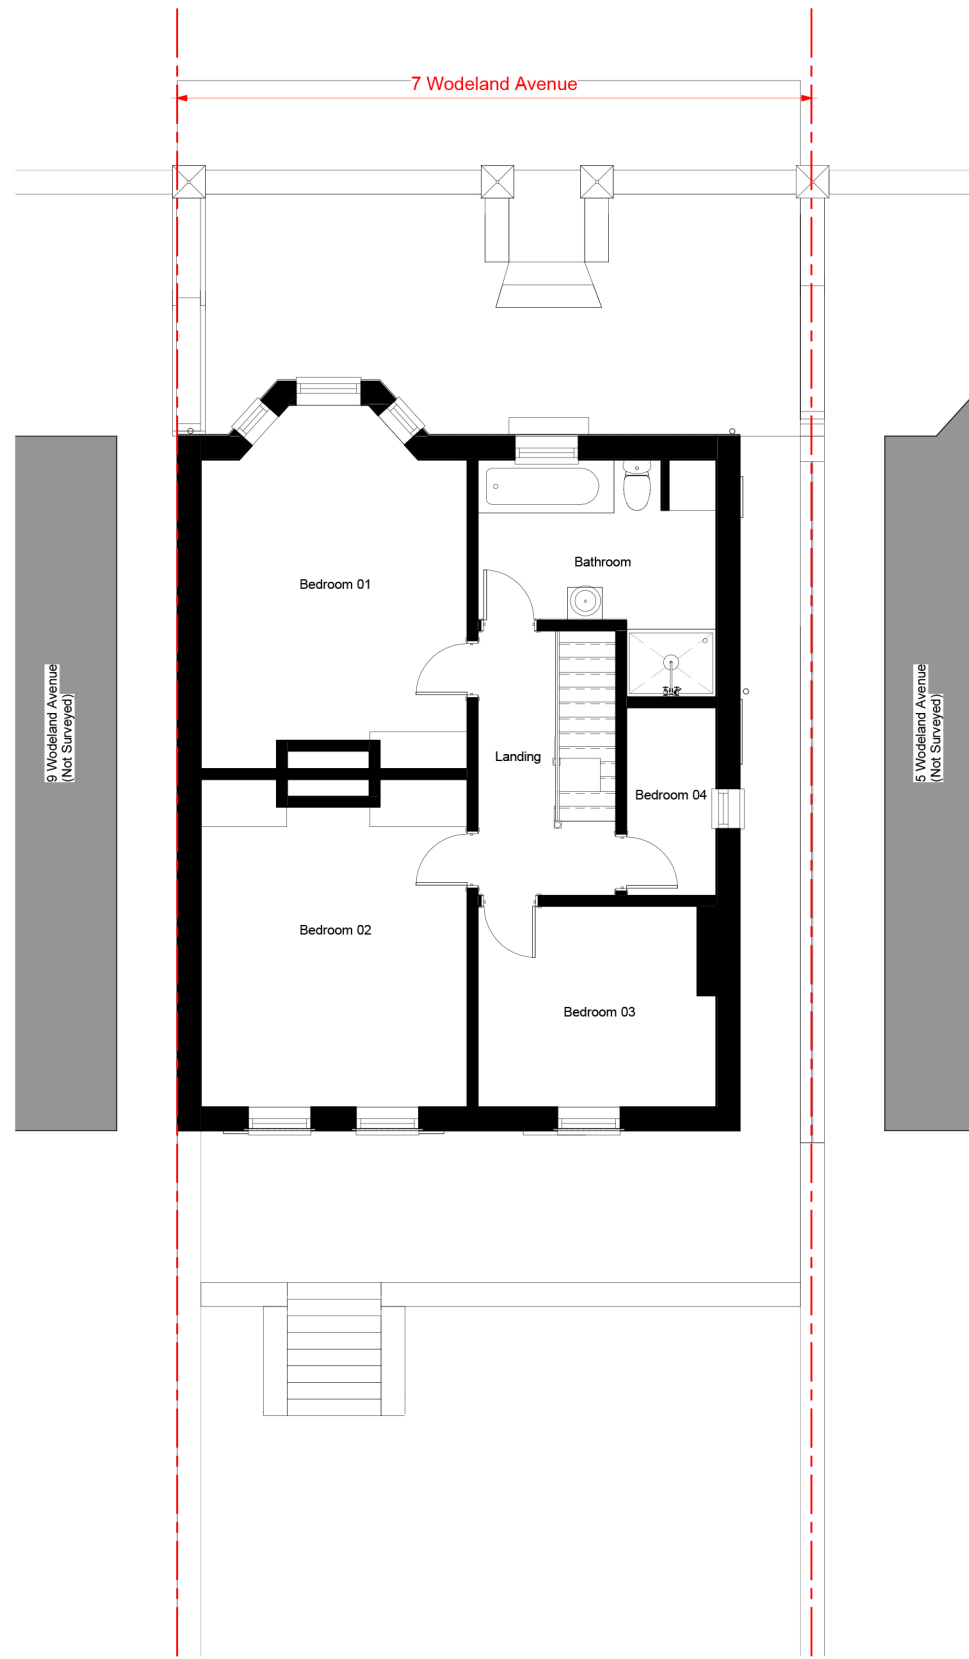 7 Wodeland Avenue
Bathroom
Bedroom 01
9 Wodeland Avenue
(Not Surveyed)
5 Wodeland Avenue
(Not Surveyed)
Landing
Bedroom 04
Bedroom 02
Bedroom 03